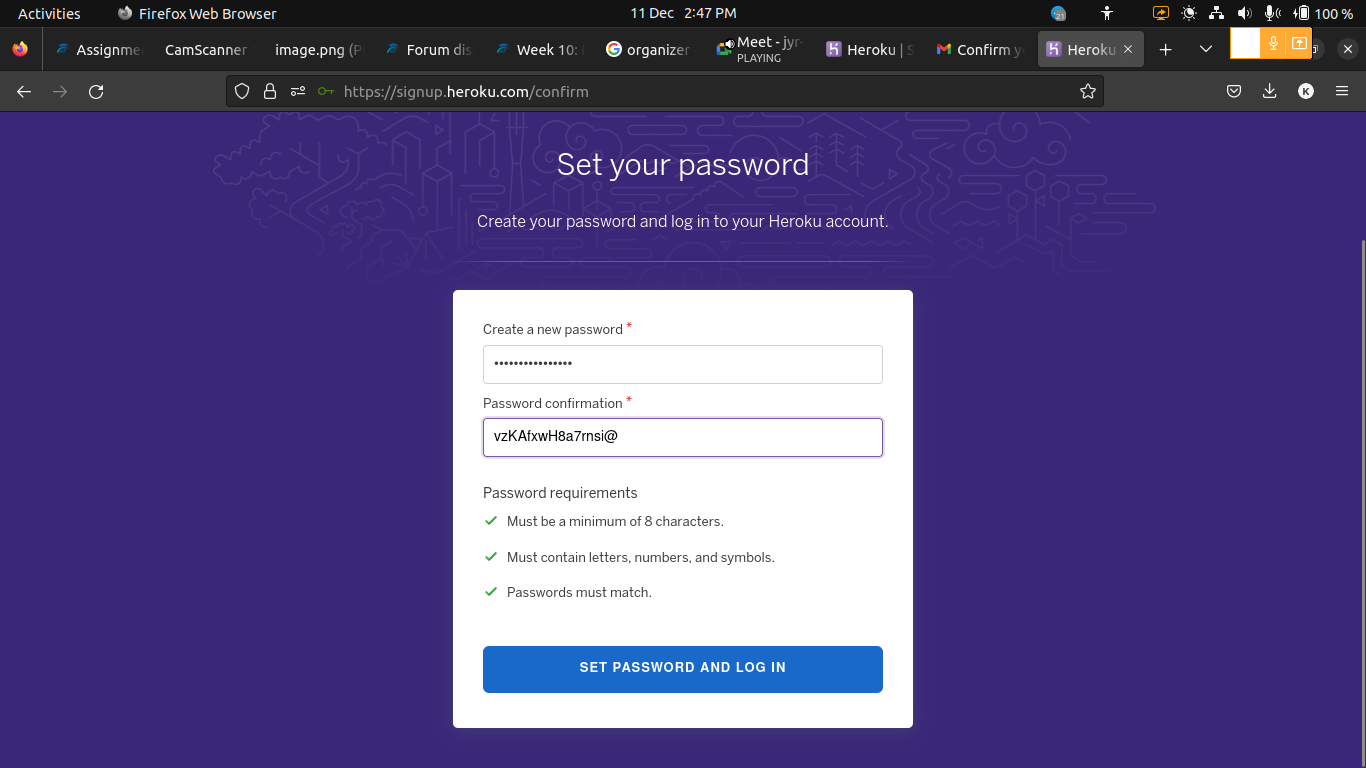 Activities
Firefox Web Browser
11 Dec 2:47 PM
21
100 %
Assignme
CamScanner
image.png (P
Forum dis
Week 10:
organizer
Meet - jyr-
PLAYING
Heroku | S
Confirm y
Heroku
https://signup.heroku.com/confirm
K
Set your password
Create your password and log in to your Heroku account.
Create a new password *
••••••••••••••••
Password confirmation *
vzKAfxwH8a7rnsi@
Password requirements
Must be a minimum of 8 characters.
Must contain letters, numbers, and symbols.
Passwords must match.
SET PASSWORD AND LOG IN